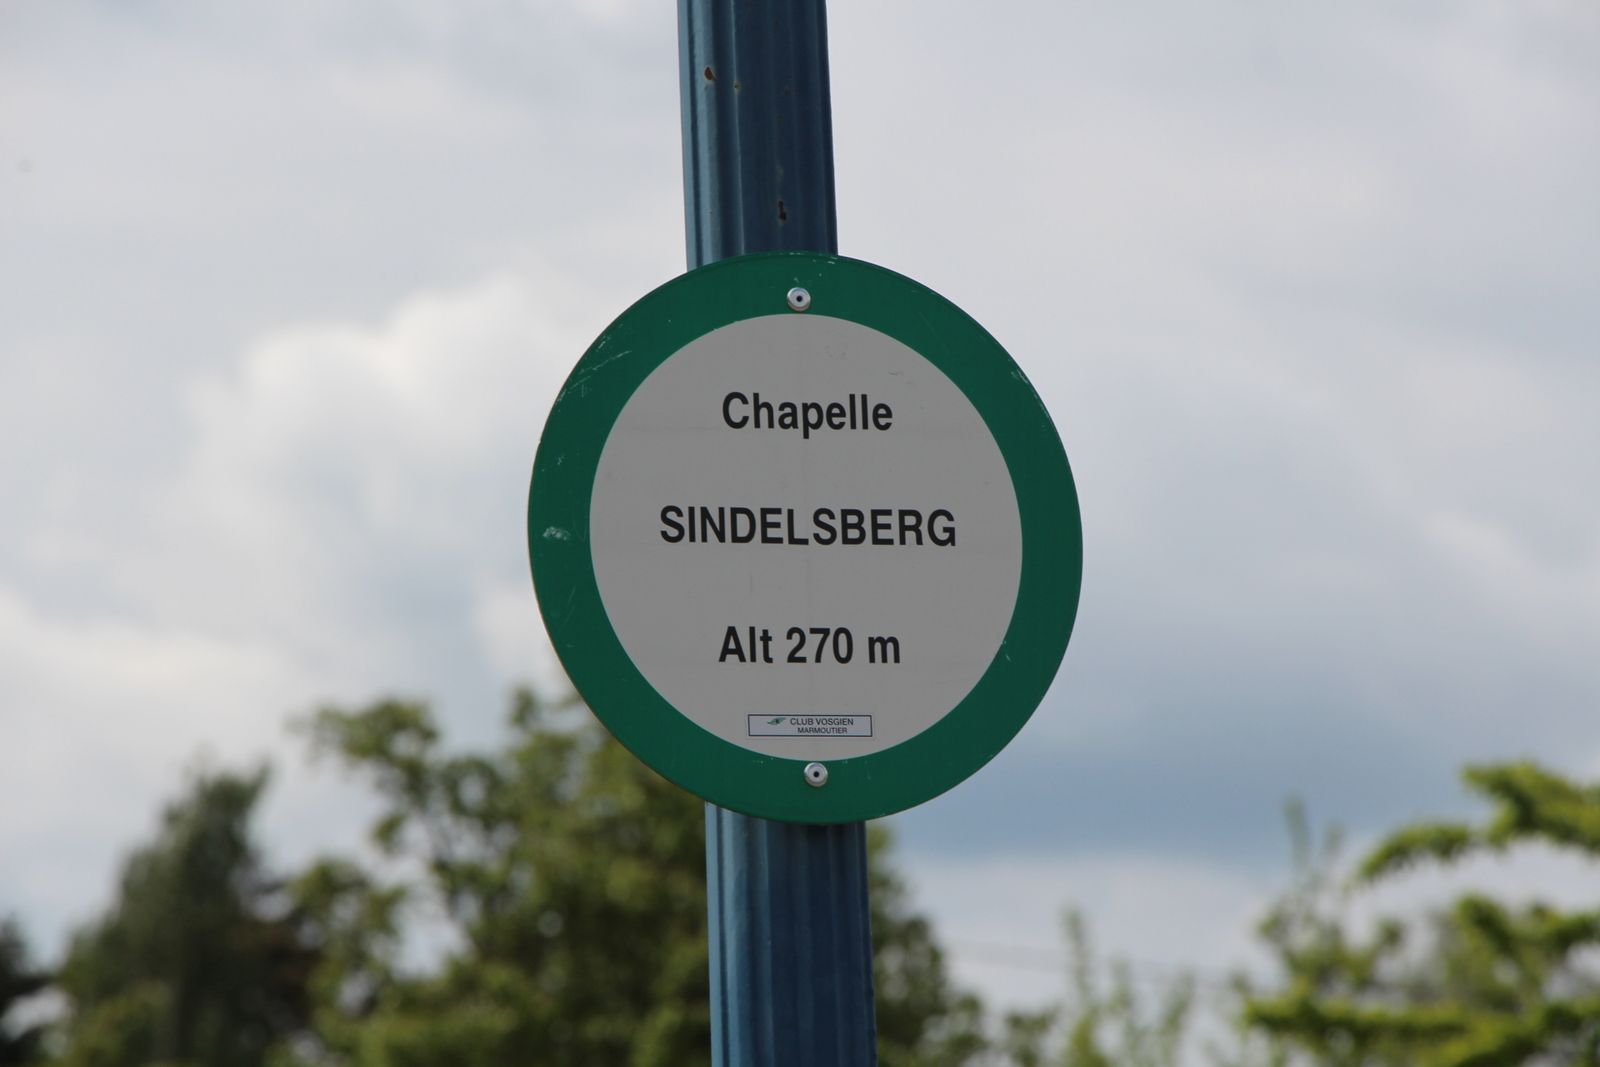 Chapelle
SINDELSBERG
Alt 270 m
CLUB VOSGIEN
MARMOUTIER